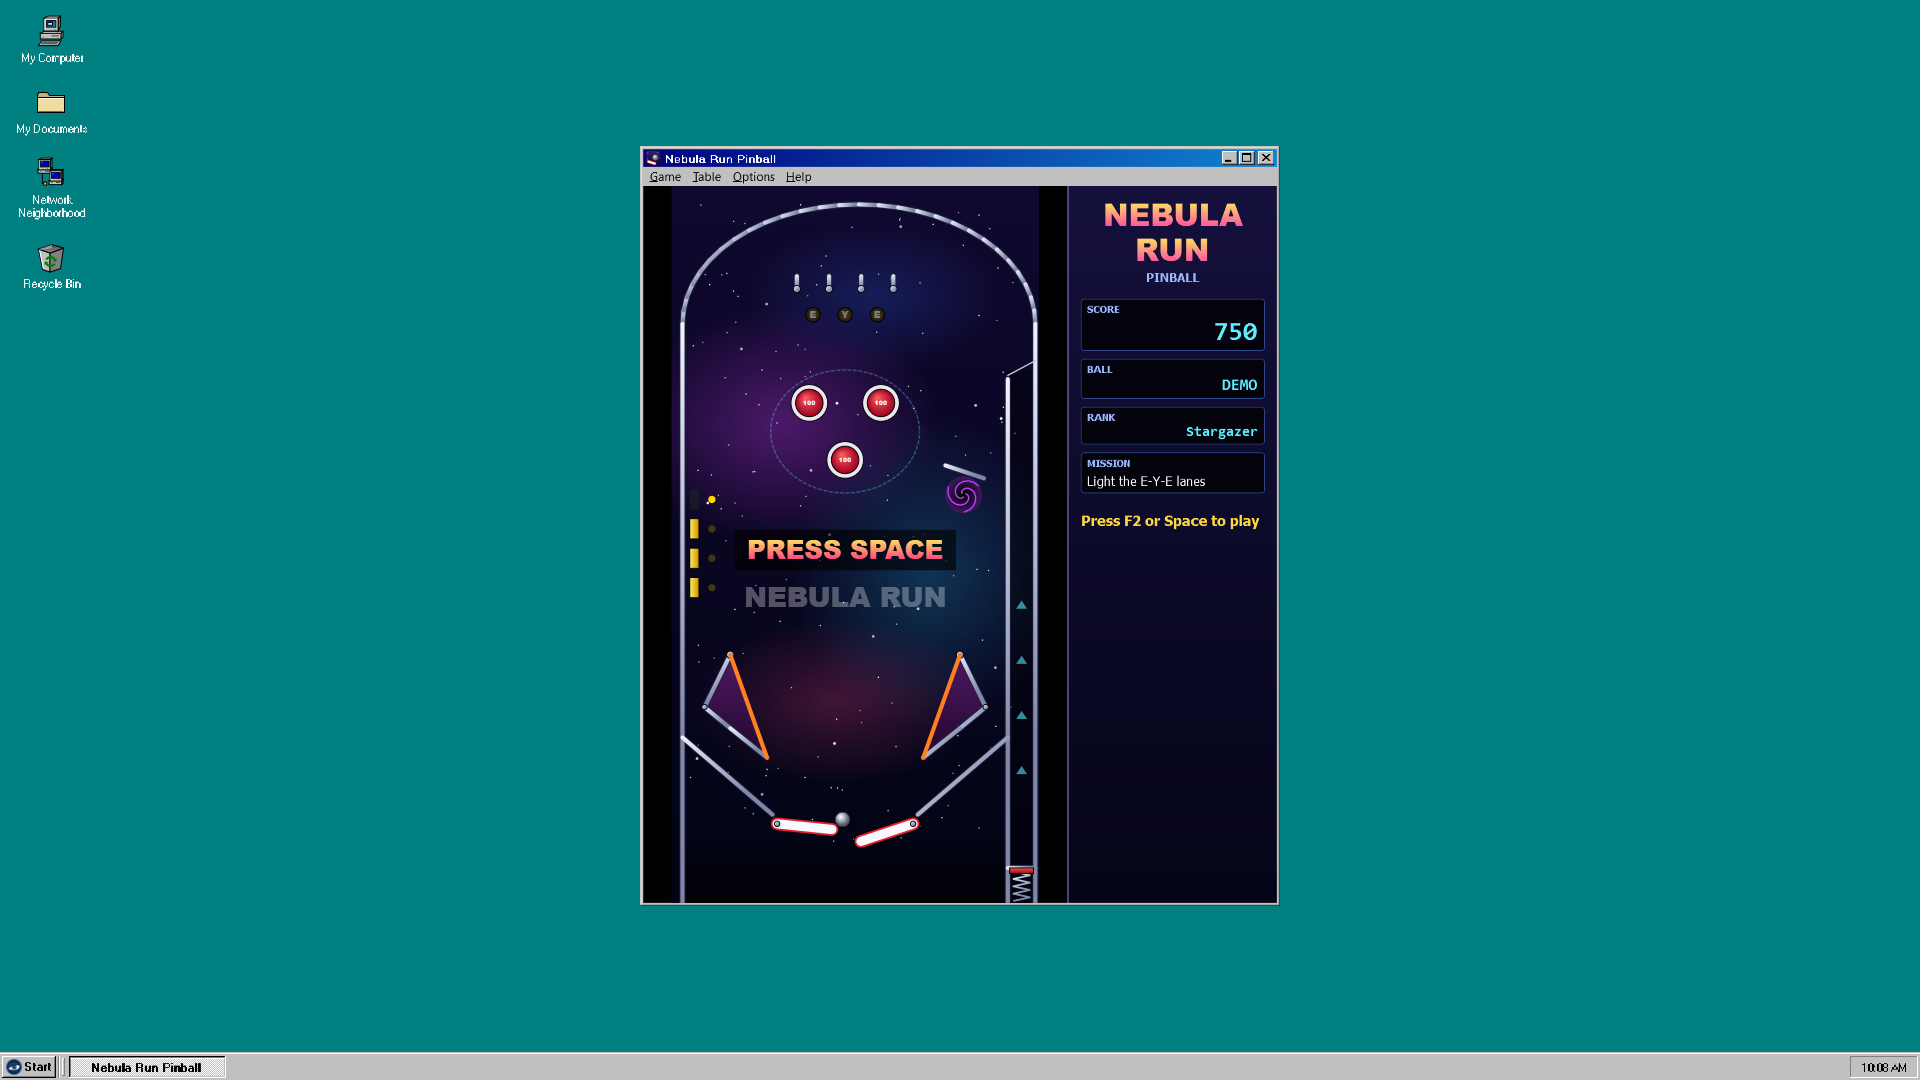 My Computer
My Documents
Network
Neighborhood
Recycle Bin
Nebula Run Pinball
Game Table Options Help
NEBULA
RUN
PINBALL
SCORE
750
BALL
DEMO
RANK
Stargazer
MISSION
Light the E-Y-E lanes
Press F2 or Space to play
E Y E
100 100
100
PRESS SPACE
NEBULA RUN
Start
Nebula Run Pinball
10:08 AM